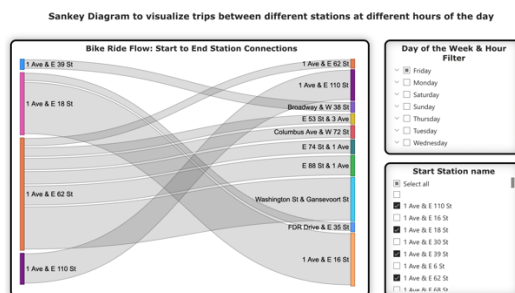 Sankey Diagram to visualize trips between different stations at different hours of the day
Bike Ride Flow: Start to End Station Connections
1 Ave & E 39 St
1 Ave & E 18 St
1 Ave & E 62 St
1 Ave & E 110 St
1 Ave & E 62 St
1 Ave & E 110 St
Broadway & W 38 St
E 53 St & 3 Ave
Columbus Ave & W 72 St
E 74 St & 1 Ave
E 88 St & 1 Ave
Washington St & Gansevoort St
FDR Drive & E 35 St
1 Ave & E 16 St
Day of the Week & Hour
Filter
Friday
Monday
Saturday
Sunday
Thursday
Tuesday
Wednesday
Start Station name
Select all
1 Ave & E 110 St
1 Ave & E 16 St
1 Ave & E 18 St
1 Ave & E 30 St
1 Ave & E 39 St
1 Ave & E 6 St
1 Ave & E 62 St
1 Ave & E 68 St